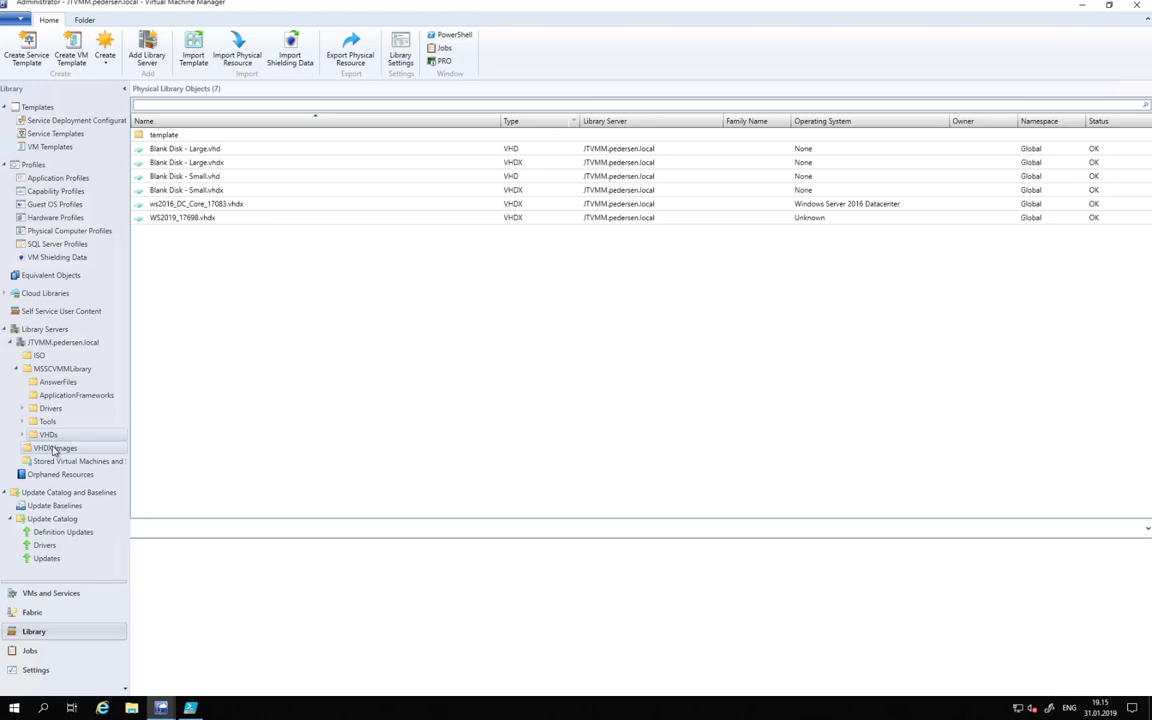 Administrator - JTVMM.pedersen.local - Virtual Machine Manager
Home Folder
Create Service Template
Create VM Template
Create
Add Library Server
Import Template
Import Physical Resource
Import Shielding Data
Export Physical Resource
Library Settings
PowerShell
Jobs
PRO
Create Add Import Export Settings Window
Library
Physical Library Objects (7)
Name Type Library Server Family Name Operating System Owner Namespace Status
template
Blank Disk - Large.vhd VHD JTVMM.pedersen.local None Global OK
Blank Disk - Large.vhdx VHDX JTVMM.pedersen.local None Global OK
Blank Disk - Small.vhd VHD JTVMM.pedersen.local None Global OK
Blank Disk - Small.vhdx VHDX JTVMM.pedersen.local None Global OK
ws2016_DC_Core_17083.vhdx VHDX JTVMM.pedersen.local Windows Server 2016 Datacenter Global OK
WS2019_17698.vhdx VHDX JTVMM.pedersen.local Unknown Global OK
Templates
Service Deployment Configurat
Service Templates
VM Templates
Profiles
Application Profiles
Capability Profiles
Guest OS Profiles
Hardware Profiles
Physical Computer Profiles
SQL Server Profiles
VM Shielding Data
Equivalent Objects
Cloud Libraries
Self Service User Content
Library Servers
JTVMM.pedersen.local
ISO
MSSCVMMLibrary
AnswerFiles
ApplicationFrameworks
Drivers
Tools
VHDs
VHDX Images
Stored Virtual Machines and
Orphaned Resources
Update Catalog and Baselines
Update Baselines
Update Catalog
Definition Updates
Drivers
Updates
VMs and Services
Fabric
Library
Jobs
Settings
ENG
19.15
31.01.2019